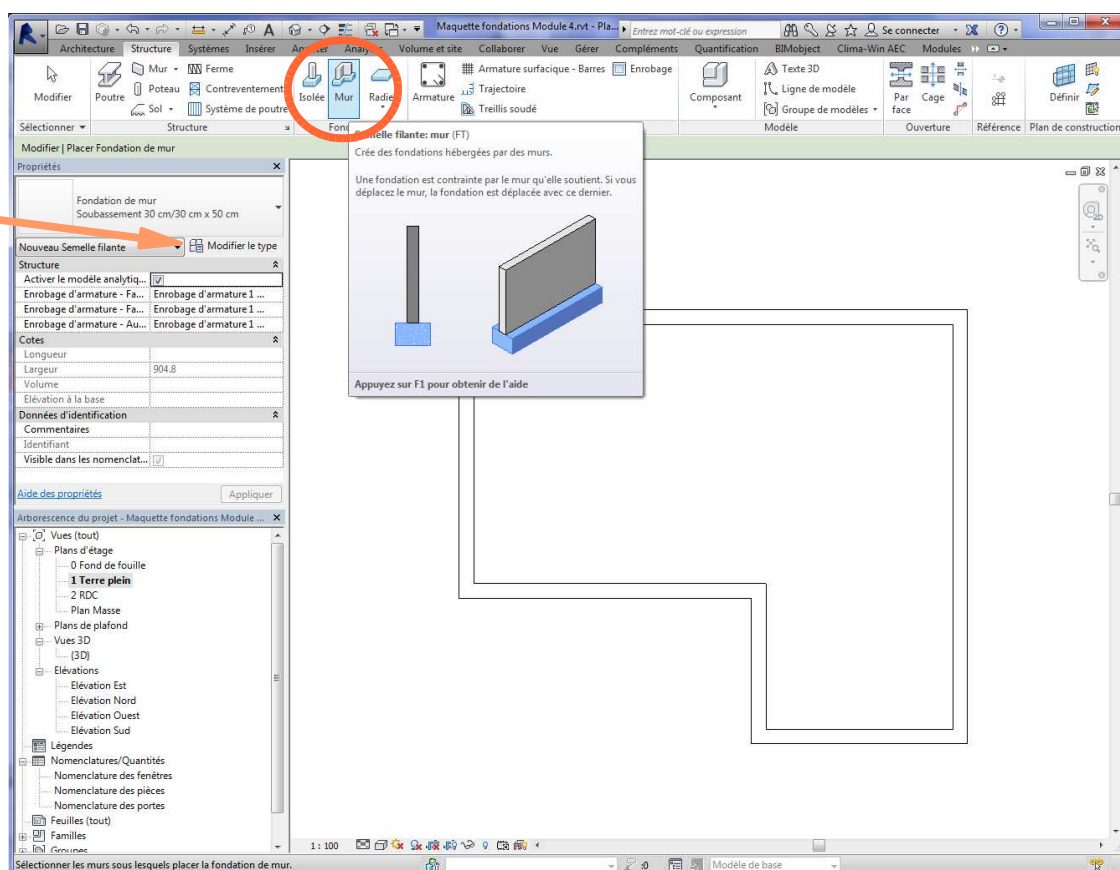 Maquette fondations Module 4.rvt - Pla...
Entrez mot-clé ou expression
Se connecter
Architecture Structure Systèmes Insérer Volume et site Collaborer Vue Gérer Compléments Quantification BIMobject Clima-Win AEC Modules
Modifier
Poutre
Mur
Poteau
Sol
Ferme
Contreventement
Système de poutre
Isolée
Mur
Radier
Armature
Armature surfacique - Barres
Trajectoire
Treillis soudé
Enrobage
Composant
Texte 3D
Ligne de modèle
Groupe de modèles
Par face
Cage
Définir
Sélectionner
Structure
Modèle
Ouverture
Référence
Plan de construction
Modifier | Placer Fondation de mur
Semelle filante: mur (FT)
Crée des fondations hébergées par des murs.
Une fondation est contrainte par le mur qu'elle soutient. Si vous
déplacez le mur, la fondation est déplacée avec ce dernier.
Appuyez sur F1 pour obtenir de l'aide
Propriétés
Fondation de mur
Soubassement 30 cm/30 cm x 50 cm
Nouveau Semelle filante
Modifier le type
Structure
Activer le modèle analytiq...
Enrobage d'armature - Fa... Enrobage d'armature 1 ...
Enrobage d'armature - Fa... Enrobage d'armature 1 ...
Enrobage d'armature - Au... Enrobage d'armature 1 ...
Cotes
Longueur
Largeur 904.8
Volume
Elévation à la base
Données d'identification
Commentaires
Identifiant
Visible dans les nomenclat...
Aide des propriétés
Appliquer
Arborescence du projet - Maquette fondations Module ...
Vues (tout)
Plans d'étage
0 Fond de fouille
1 Terre plein
2 RDC
Plan Masse
Plans de plafond
Vues 3D
{3D}
Elévations
Elévation Est
Elévation Nord
Elévation Ouest
Elévation Sud
Légendes
Nomenclatures/Quantités
Nomenclature des fenêtres
Nomenclature des pièces
Nomenclature des portes
Feuilles (tout)
Familles
Groupes
1 : 100
Sélectionner les murs sous lesquels placer la fondation de mur.
:0
Modèle de base